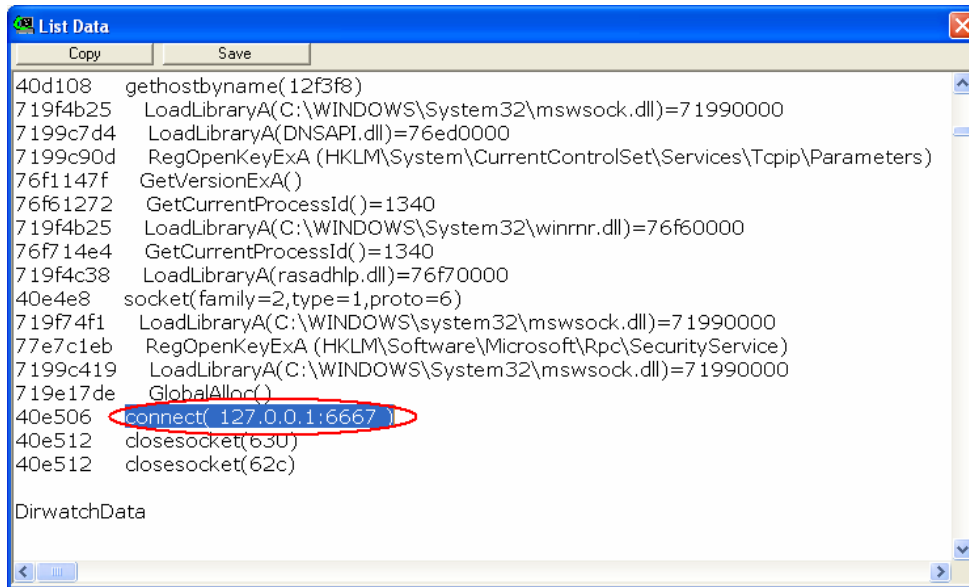 List Data
Copy Save
40d108 gethostbyname(12f3f8)
719f4b25 LoadLibraryA(C:\WINDOWS\System32\mswsock.dll)=71990000
7199c7d4 LoadLibraryA(DNSAPI.dll)=76ed0000
7199c90d RegOpenKeyExA (HKLM\System\CurrentControlSet\Services\Tcpip\Parameters)
76f1147f GetVersionExA()
76f61272 GetCurrentProcessId()=1340
719f4b25 LoadLibraryA(C:\WINDOWS\System32\winrnr.dll)=76f60000
76f714e4 GetCurrentProcessId()=1340
719f4c38 LoadLibraryA(rasadhlp.dll)=76f70000
40e4e8 socket(family=2,type=1,proto=6)
719f74f1 LoadLibraryA(C:\WINDOWS\system32\mswsock.dll)=71990000
77e7c1eb RegOpenKeyExA (HKLM\Software\Microsoft\Rpc\SecurityService)
7199c419 LoadLibraryA(C:\WINDOWS\System32\mswsock.dll)=71990000
719e17de GlobalAlloc()
40e506 connect( 127.0.0.1:6667 )
40e512 closesocket(630)
40e512 closesocket(62c)
DirwatchData